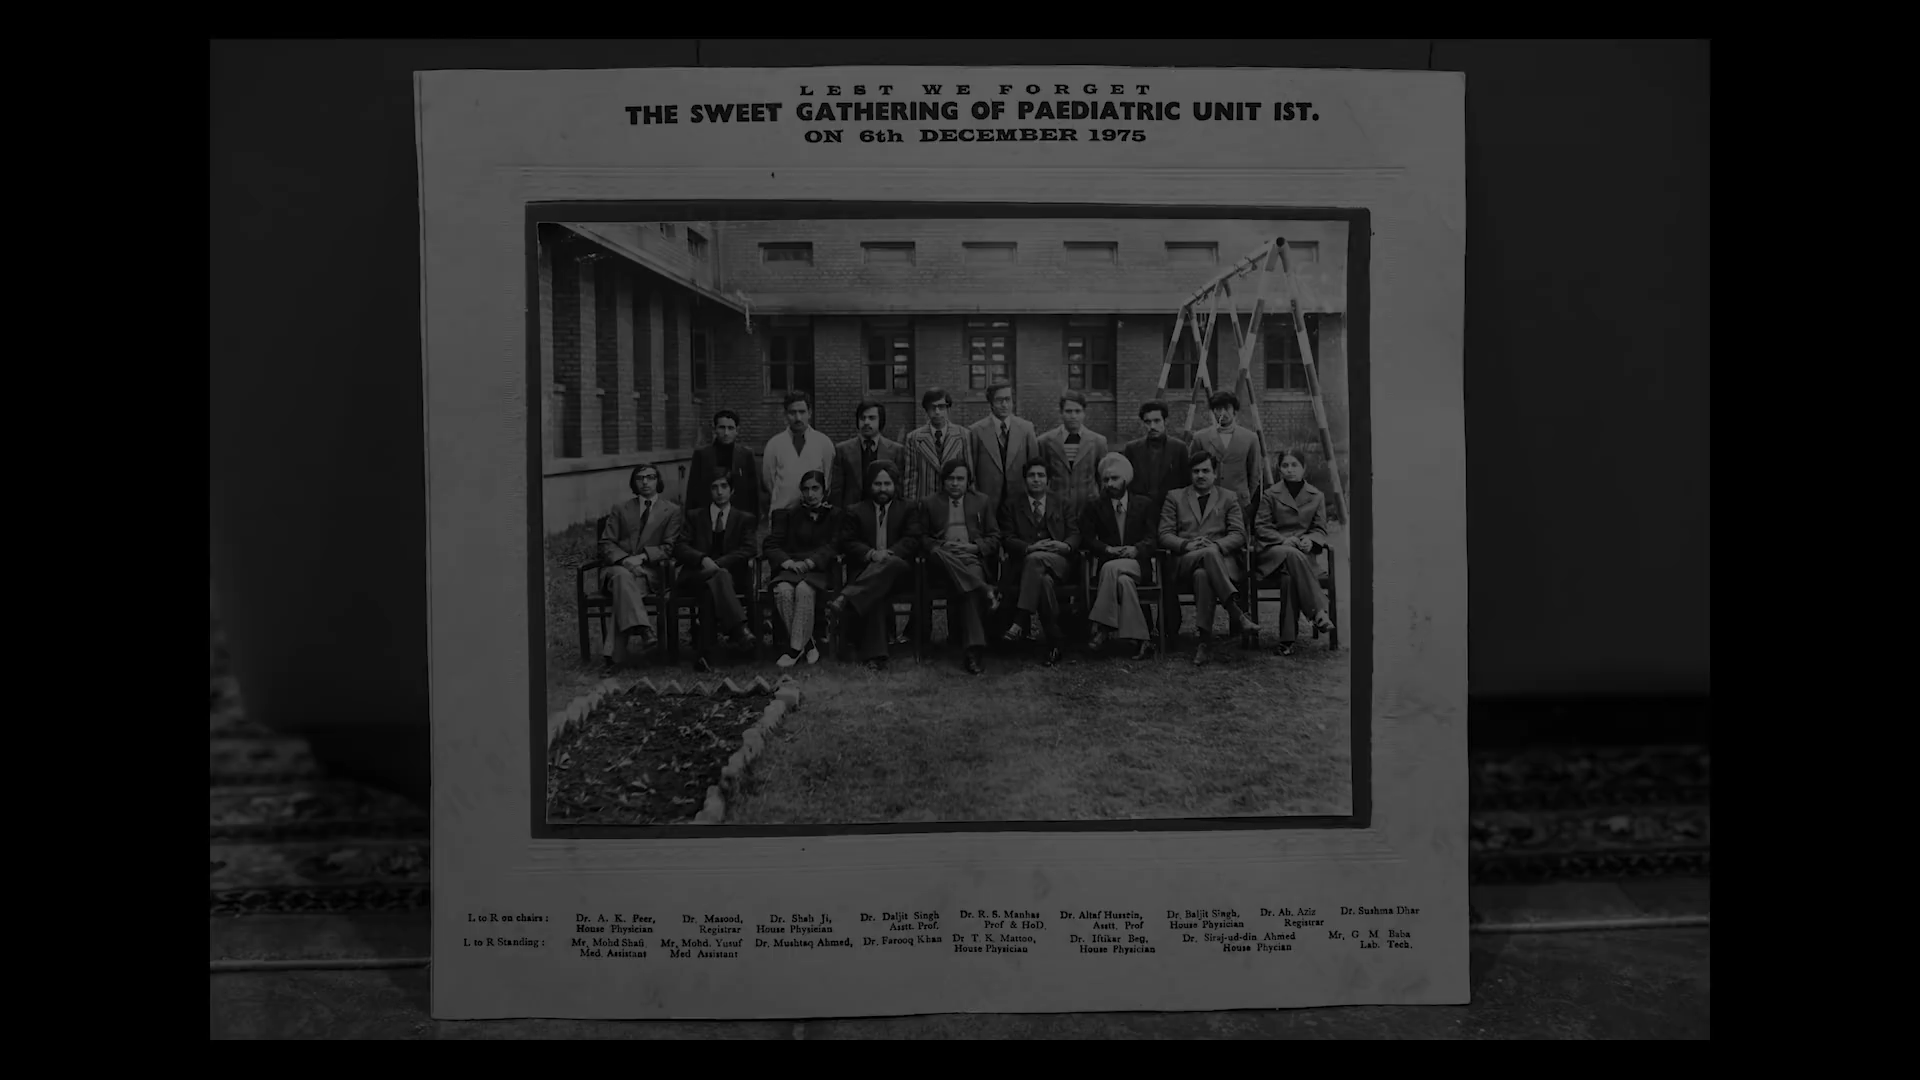 LEST WE FORGET
THE SWEET GATHERING OF PAEDIATRIC UNIT IST.
ON 6th DECEMBER 1975
L to R on chairs : Dr. A. K. Peer, Dr. Masood, Dr. Shah Ji, Dr. Daljit Singh Dr. R. S. Manhas Dr. Altaf Hussein, Dr. Baljit Singh, Dr. Ab. Aziz Dr. Sushma Dhar
House Physician Registrar House Physician Asstt. Prof. Prof & HoD. Asstt. Prof House Physician Registrar
L to R Standing : Mr. Mohd Shafi Mr. Mohd. Yusuf Dr. Mushtaq Ahmed, Dr. Farooq Khan Dr T. K. Mattoo, Dr. Iftikar Beg, Dr. Siraj-ud-din Ahmed Mr, G M Baba
Med. Assistans Med Assistant House Physician House Physician House Phycian Lab. Tech.